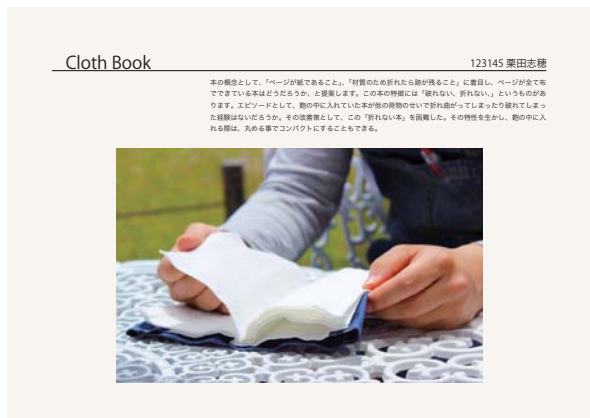 Cloth Book
123145 栗田志穂
本の概念として、「ページが紙であること」、「材質のため折れたら跡が残ること」に着目し、ページが全て布
でできている本はどうだろうか、と提案します。この本の特徴には「破れない、折れない、」というものがあ
ります。エピソードとして、鞄の中に入れていた本が他の荷物のせいで折れ曲がってしまったり破れてしまっ
た経験はないだろうか。その改善策として、この「折れない本」を困難した。その特性を生かし、鞄の中に入
れる際は、丸める事でコンパクトにすることもできる。